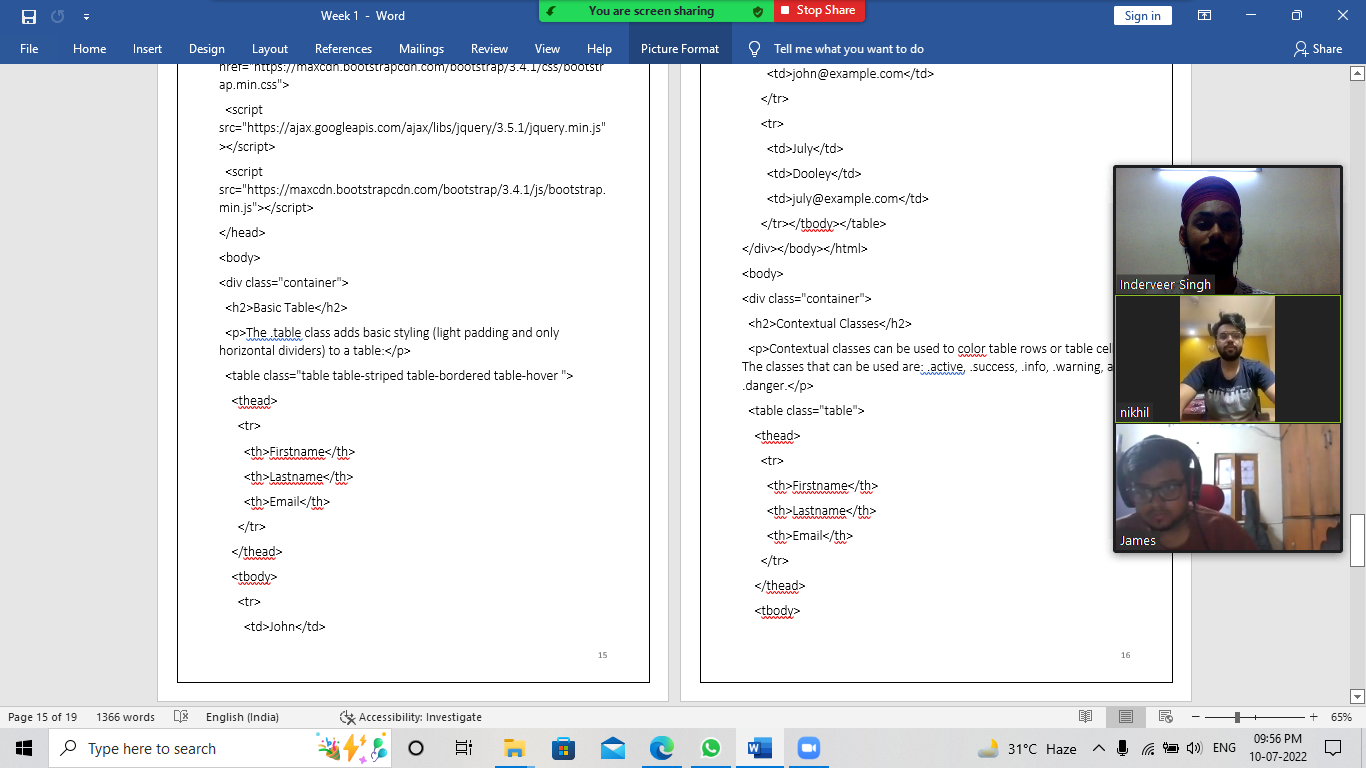 Week 1 - Word
You are screen sharing
Stop Share
Sign in
File Home Insert Design Layout References Mailings Review View Help Picture Format Tell me what you want to do Share
href="https://maxcdn.bootstrapcdn.com/bootstrap/3.4.1/css/bootstr
ap.min.css">
<script
src="https://ajax.googleapis.com/ajax/libs/jquery/3.5.1/jquery.min.js"
></script>
<script
src="https://maxcdn.bootstrapcdn.com/bootstrap/3.4.1/js/bootstrap.
min.js"></script>
</head>
<body>
<div class="container">
<h2>Basic Table</h2>
<p>The .table class adds basic styling (light padding and only
horizontal dividers) to a table:</p>
<table class="table table-striped table-bordered table-hover ">
<thead>
<tr>
<th>Firstname</th>
<th>Lastname</th>
<th>Email</th>
</tr>
</thead>
<tbody>
<tr>
<td>John</td>
15
<td>john@example.com</td>
</tr>
<tr>
<td>July</td>
<td>Dooley</td>
<td>july@example.com</td>
</tr></tbody></table>
</div></body></html>
<body>
<div class="container">
<h2>Contextual Classes</h2>
<p>Contextual classes can be used to color table rows or table cel
The classes that can be used are: .active, .success, .info, .warning, a
.danger.</p>
<table class="table">
<thead>
<tr>
<th>Firstname</th>
<th>Lastname</th>
<th>Email</th>
</tr>
</thead>
<tbody>
16
Inderveer Singh
nikhil
James
Page 15 of 19 1366 words English (India) Accessibility: Investigate 65%
Type here to search
31°C Haze
ENG
09:56 PM
10-07-2022